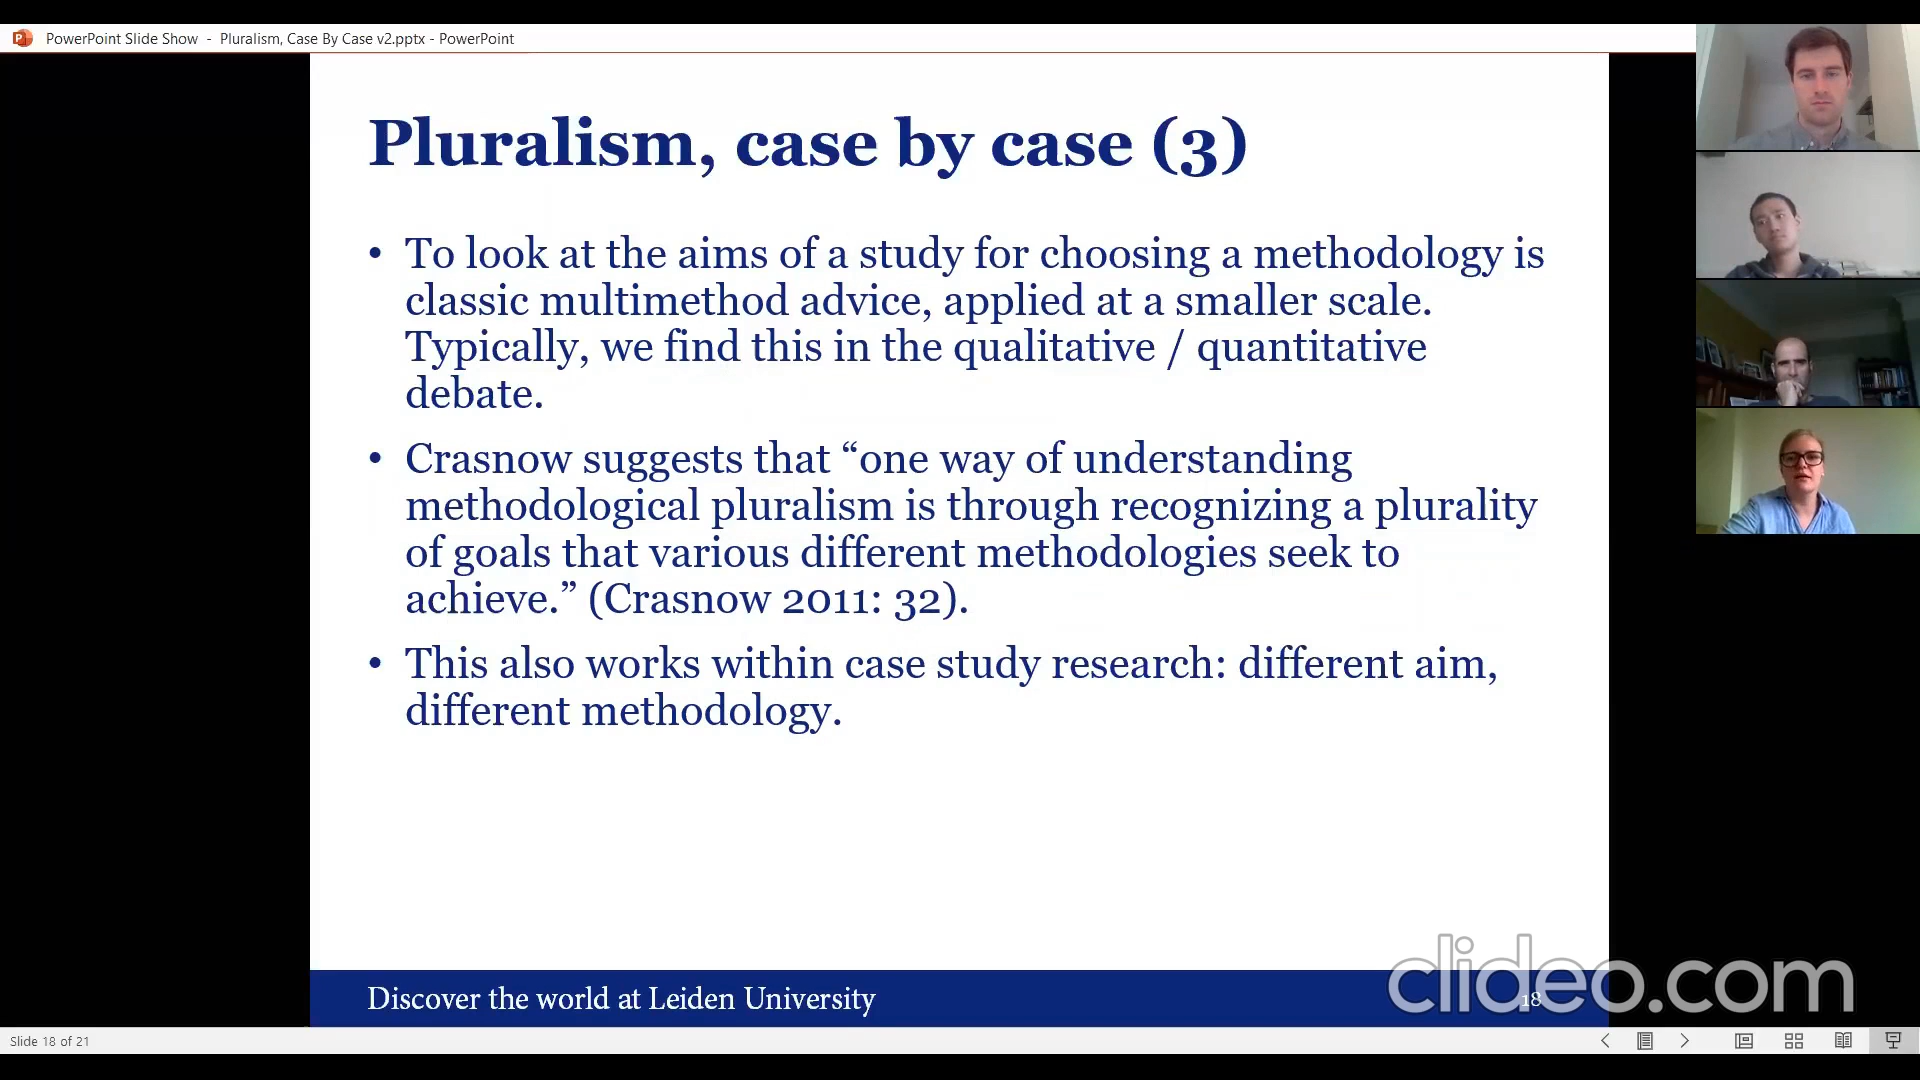 PowerPoint Slide Show - Pluralism, Case By Case v2.pptx - PowerPoint
Pluralism, case by case (3)
• To look at the aims of a study for choosing a methodology is
classic multimethod advice, applied at a smaller scale.
Typically, we find this in the qualitative / quantitative
debate.
• Crasnow suggests that “one way of understanding
methodological pluralism is through recognizing a plurality
of goals that various different methodologies seek to
achieve.” (Crasnow 2011: 32).
• This also works within case study research: different aim,
different methodology.
Discover the world at Leiden University
18
clideo.com
Slide 18 of 21